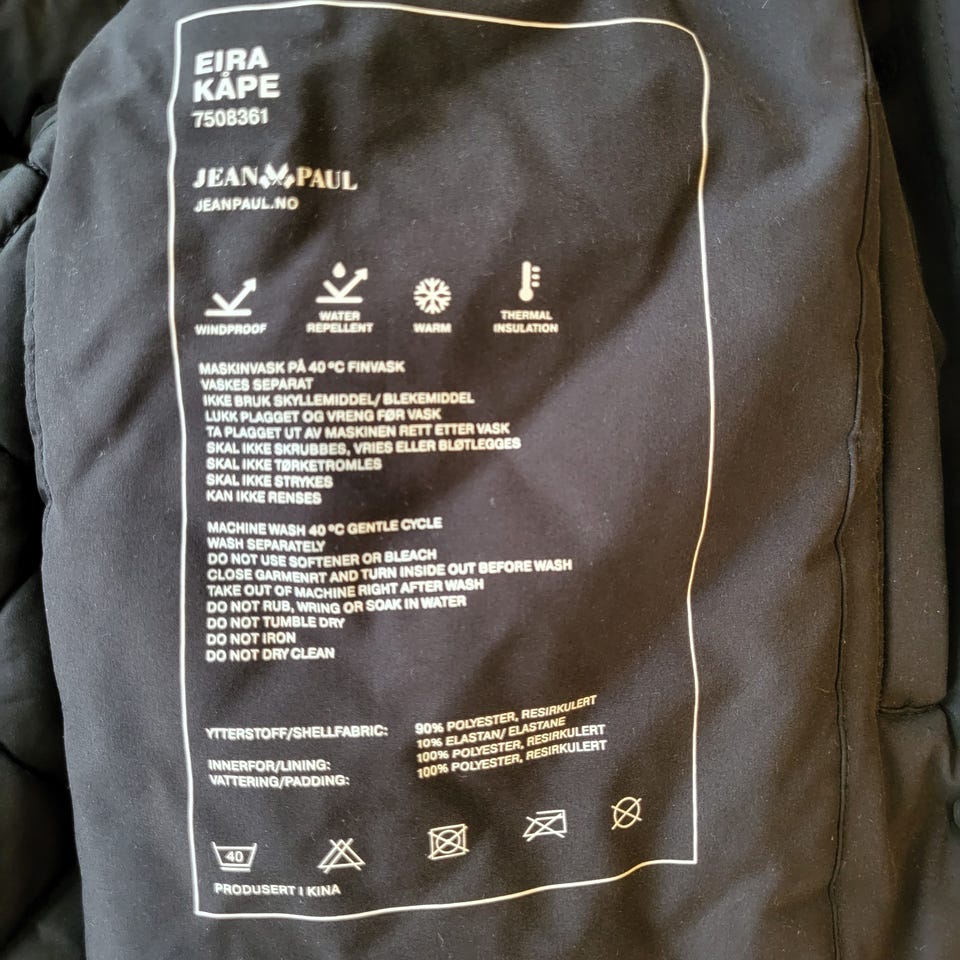 EIRA
KÅPE
7508361
JEAN PAUL
JEANPAUL.NO
WINDPROOF
WATER
REPELLENT
WARM
THERMAL
INSULATION
MASKINVASK PÅ 40 ºC FINVASK
VASKES SEPARAT
IKKE BRUK SKYLLEMIDDEL/ BLEKEMIDDEL
LUKK PLAGGET OG VRENG FØR VASK
TA PLAGGET UT AV MASKINEN RETT ETTER VASK
SKAL IKKE SKRUBBES, VRIES ELLER BLØTLEGGES
SKAL IKKE TØRKETROMLES
SKAL IKKE STRYKES
KAN IKKE RENSES
MACHINE WASH 40 ºC GENTLE CYCLE
WASH SEPARATELY
DO NOT USE SOFTENER OR BLEACH
CLOSE GARMENRT AND TURN INSIDE OUT BEFORE WASH
TAKE OUT OF MACHINE RIGHT AFTER WASH
DO NOT RUB, WRING OR SOAK IN WATER
DO NOT TUMBLE DRY
DO NOT IRON
DO NOT DRY CLEAN
YTTERSTOFF/SHELLFABRIC: 90% POLYESTER, RESIRKULERT
10% ELASTAN/ ELASTANE
INNERFOR/LINING: 100% POLYESTER, RESIRKULERT
VATTERING/PADDING: 100% POLYESTER, RESIRKULERT
40
PRODUSERT I KINA